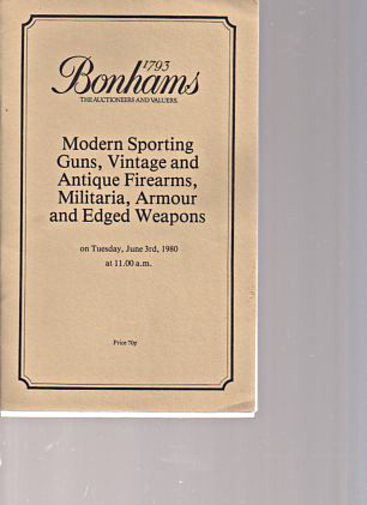 1793
Bonhams
THE AUCTIONEERS AND VALUERS.
Modern Sporting
Guns, Vintage and
Antique Firearms,
Militaria, Armour
and Edged Weapons
on Tuesday, June 3rd, 1980
at 11.00 a.m.
Price 70p